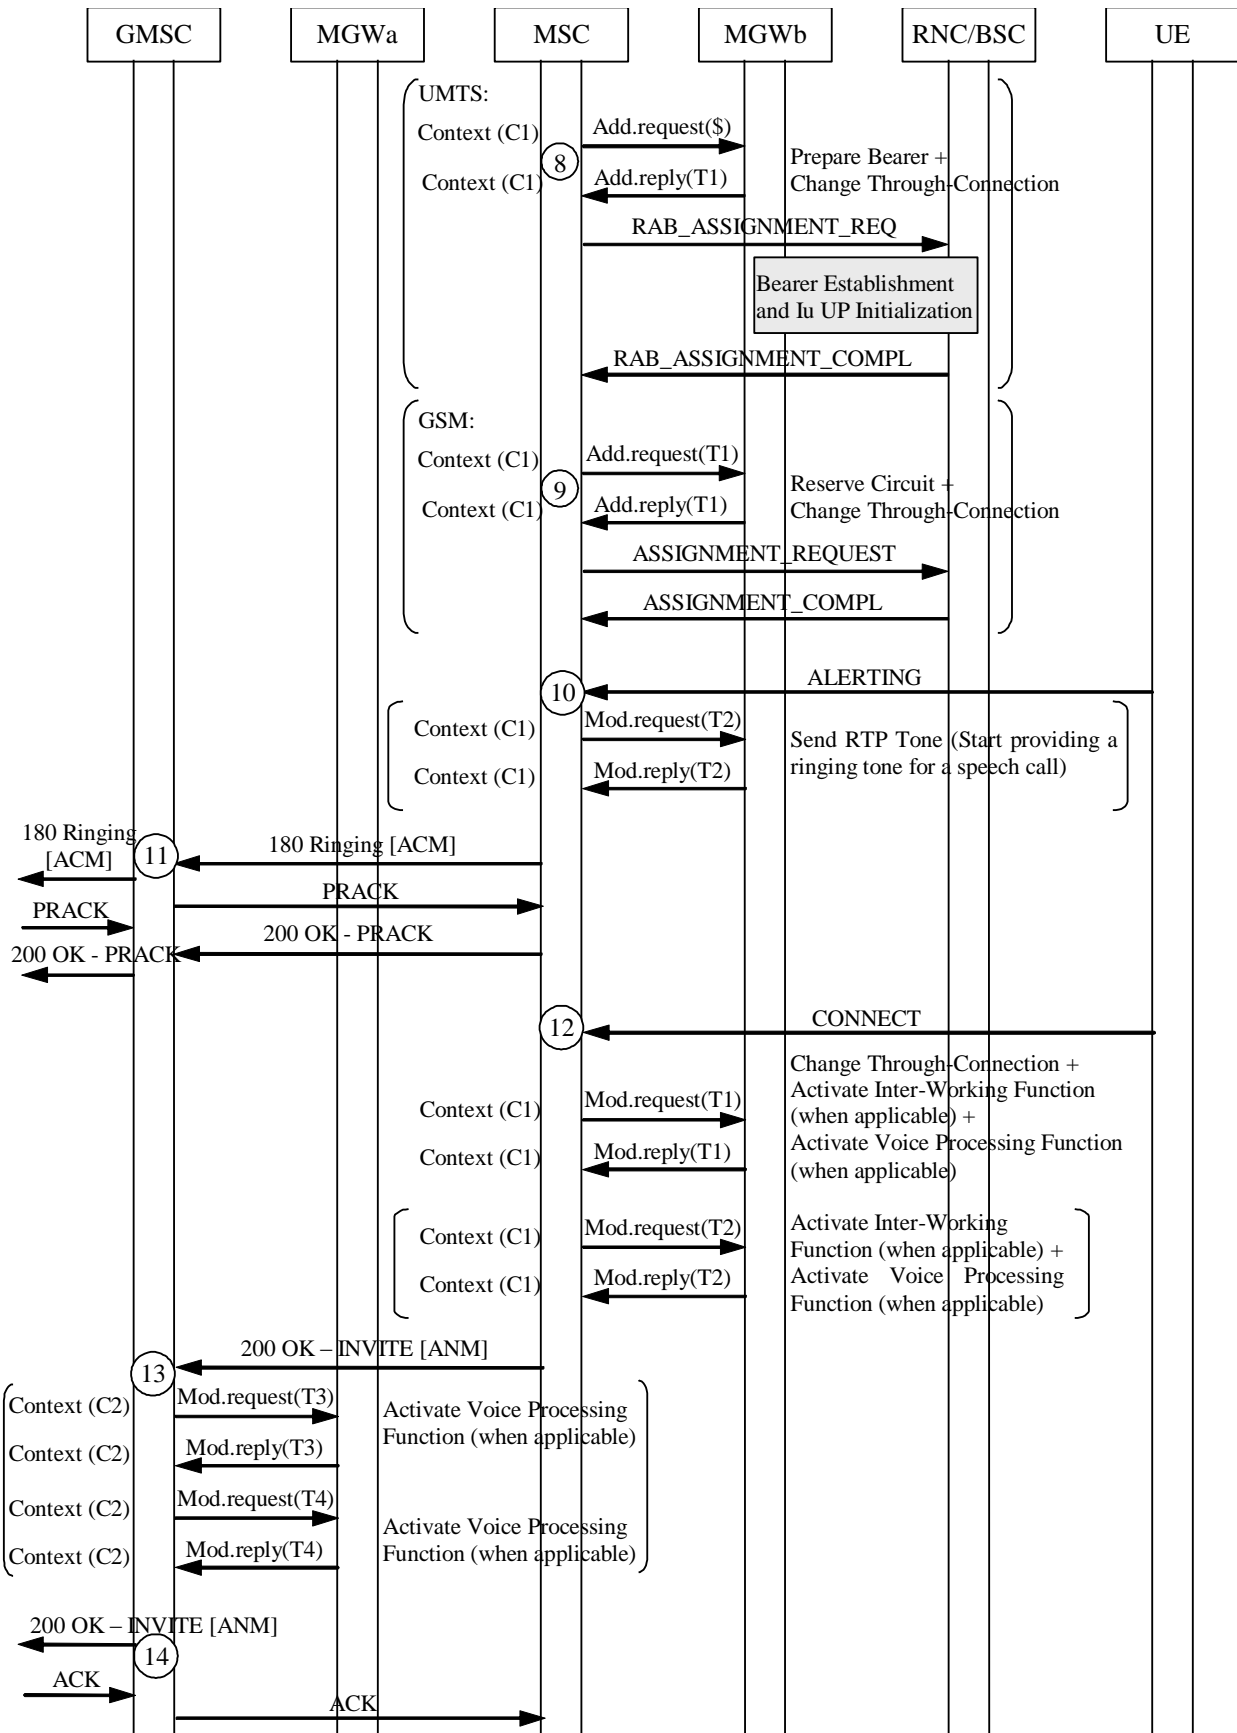 GMSC MGWa MSC MGWb RNC/BSC UE
UMTS:
Context (C1) Add.request($)
8
Prepare Bearer +
Change Through-Connection
Context (C1) Add.reply(T1)
RAB_ASSIGNMENT_REQ
Bearer Establishment
and Iu UP Initialization
RAB_ASSIGNMENT_COMPL
GSM:
Context (C1) Add.request(T1)
9
Reserve Circuit +
Change Through-Connection
Context (C1) Add.reply(T1)
ASSIGNMENT_REQUEST
ASSIGNMENT_COMPL
ALERTING
10
Context (C1) Mod.request(T2)
Send RTP Tone (Start providing a
ringing tone for a speech call)
Context (C1) Mod.reply(T2)
180 Ringing
[ACM]
11
180 Ringing [ACM]
PRACK
PRACK
200 OK - PRACK
200 OK - PRACK
CONNECT
12
Change Through-Connection +
Activate Inter-Working Function
(when applicable) +
Activate Voice Processing Function
(when applicable)
Context (C1) Mod.request(T1)
Context (C1) Mod.reply(T1)
Context (C1) Mod.request(T2)
Activate Inter-Working
Function (when applicable) +
Activate Voice Processing
Function (when applicable)
Context (C1) Mod.reply(T2)
200 OK – INVITE [ANM]
13
Context (C2) Mod.request(T3)
Activate Voice Processing
Function (when applicable)
Context (C2) Mod.reply(T3)
Context (C2) Mod.request(T4)
Activate Voice Processing
Function (when applicable)
Context (C2) Mod.reply(T4)
200 OK – INVITE [ANM]
14
ACK
ACK